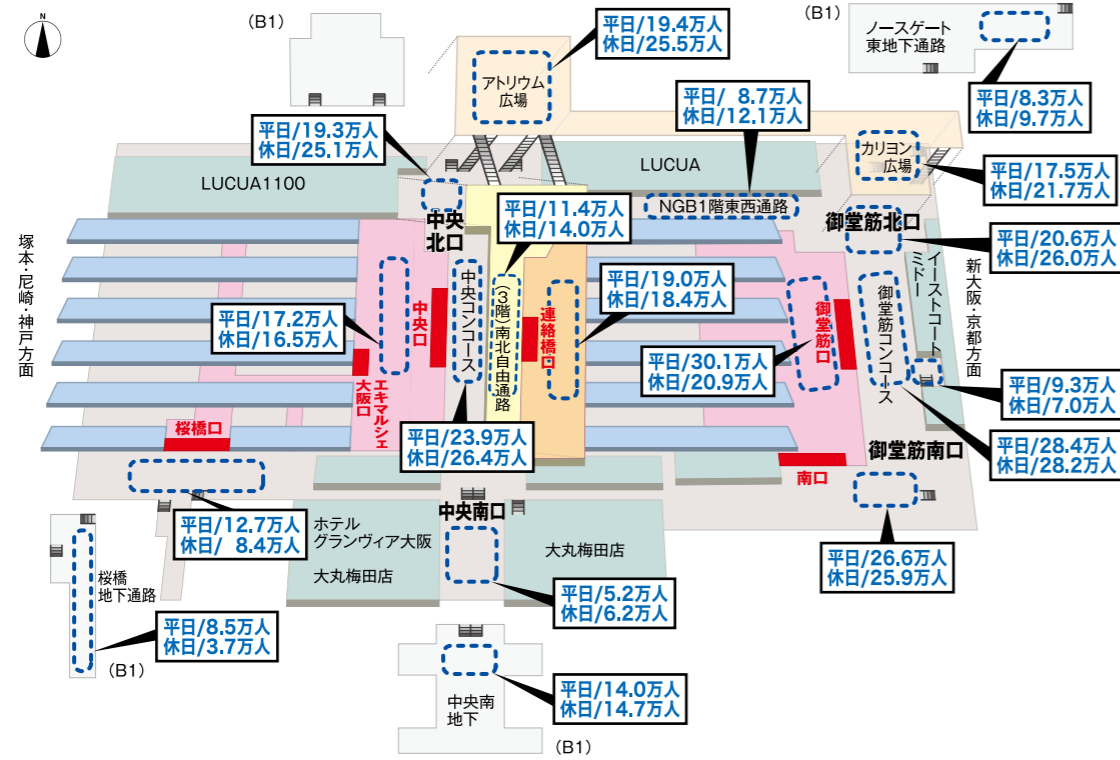 N
(B1)
平日/19.4万人
休日/25.5万人
アトリウム
広場
(B1)
ノースゲート
東地下通路
平日/8.3万人
休日/9.7万人
平日/ 8.7万人
休日/12.1万人
平日/19.3万人
休日/25.1万人
カリヨン
広場
平日/17.5万人
休日/21.7万人
LUCUA1100
LUCUA
NGB1階東西通路
中央
北口
平日/11.4万人
休日/14.0万人
御堂筋北口
平日/20.6万人
休日/26.0万人
塚本・尼崎・神戸方面
中央口
中央コンコース
(3階)南北自由通路
連絡橋口
平日/19.0万人
休日/18.4万人
御堂筋口
御堂筋コンコース
イーストコート
ミドー
新大阪・京都方面
平日/17.2万人
休日/16.5万人
平日/30.1万人
休日/20.9万人
大阪口
エキマルシェ
平日/9.3万人
休日/7.0万人
桜橋口
平日/23.9万人
休日/26.4万人
御堂筋南口
平日/28.4万人
休日/28.2万人
南口
平日/12.7万人
休日/ 8.4万人
ホテル
グランヴィア大阪
大丸梅田店
中央南口
大丸梅田店
平日/26.6万人
休日/25.9万人
桜橋
地下通路
平日/5.2万人
休日/6.2万人
平日/8.5万人
休日/3.7万人
(B1)
中央南
地下
平日/14.0万人
休日/14.7万人
(B1)